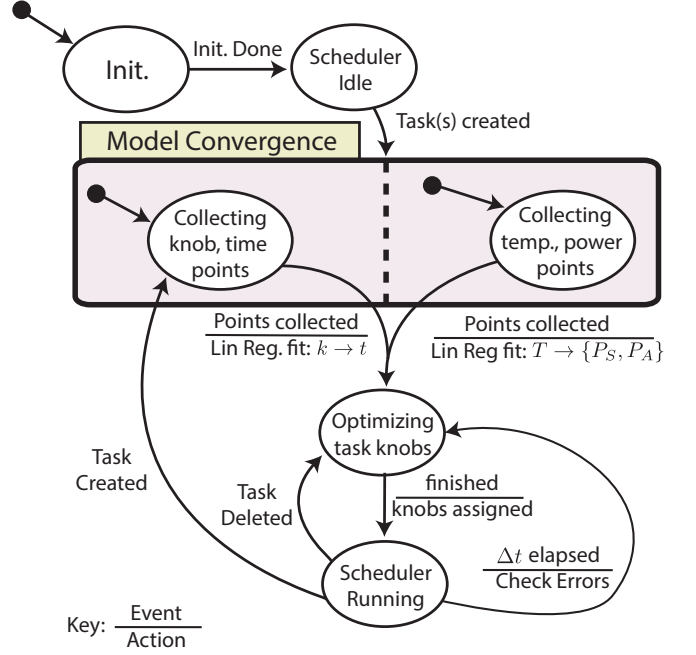 Init.
Init. Done
Scheduler
Idle
Task(s) created
Model Convergence
Collecting
knob, time
points
Collecting
temp., power
points
Points collected
Lin Reg. fit: k → t
Points collected
Lin Reg fit: T → {P_S, P_A}
Optimizing
task knobs
Task
Created
Task
Deleted
finished
knobs assigned
Δt elapsed
Check Errors
Scheduler
Running
Key: Event
Action